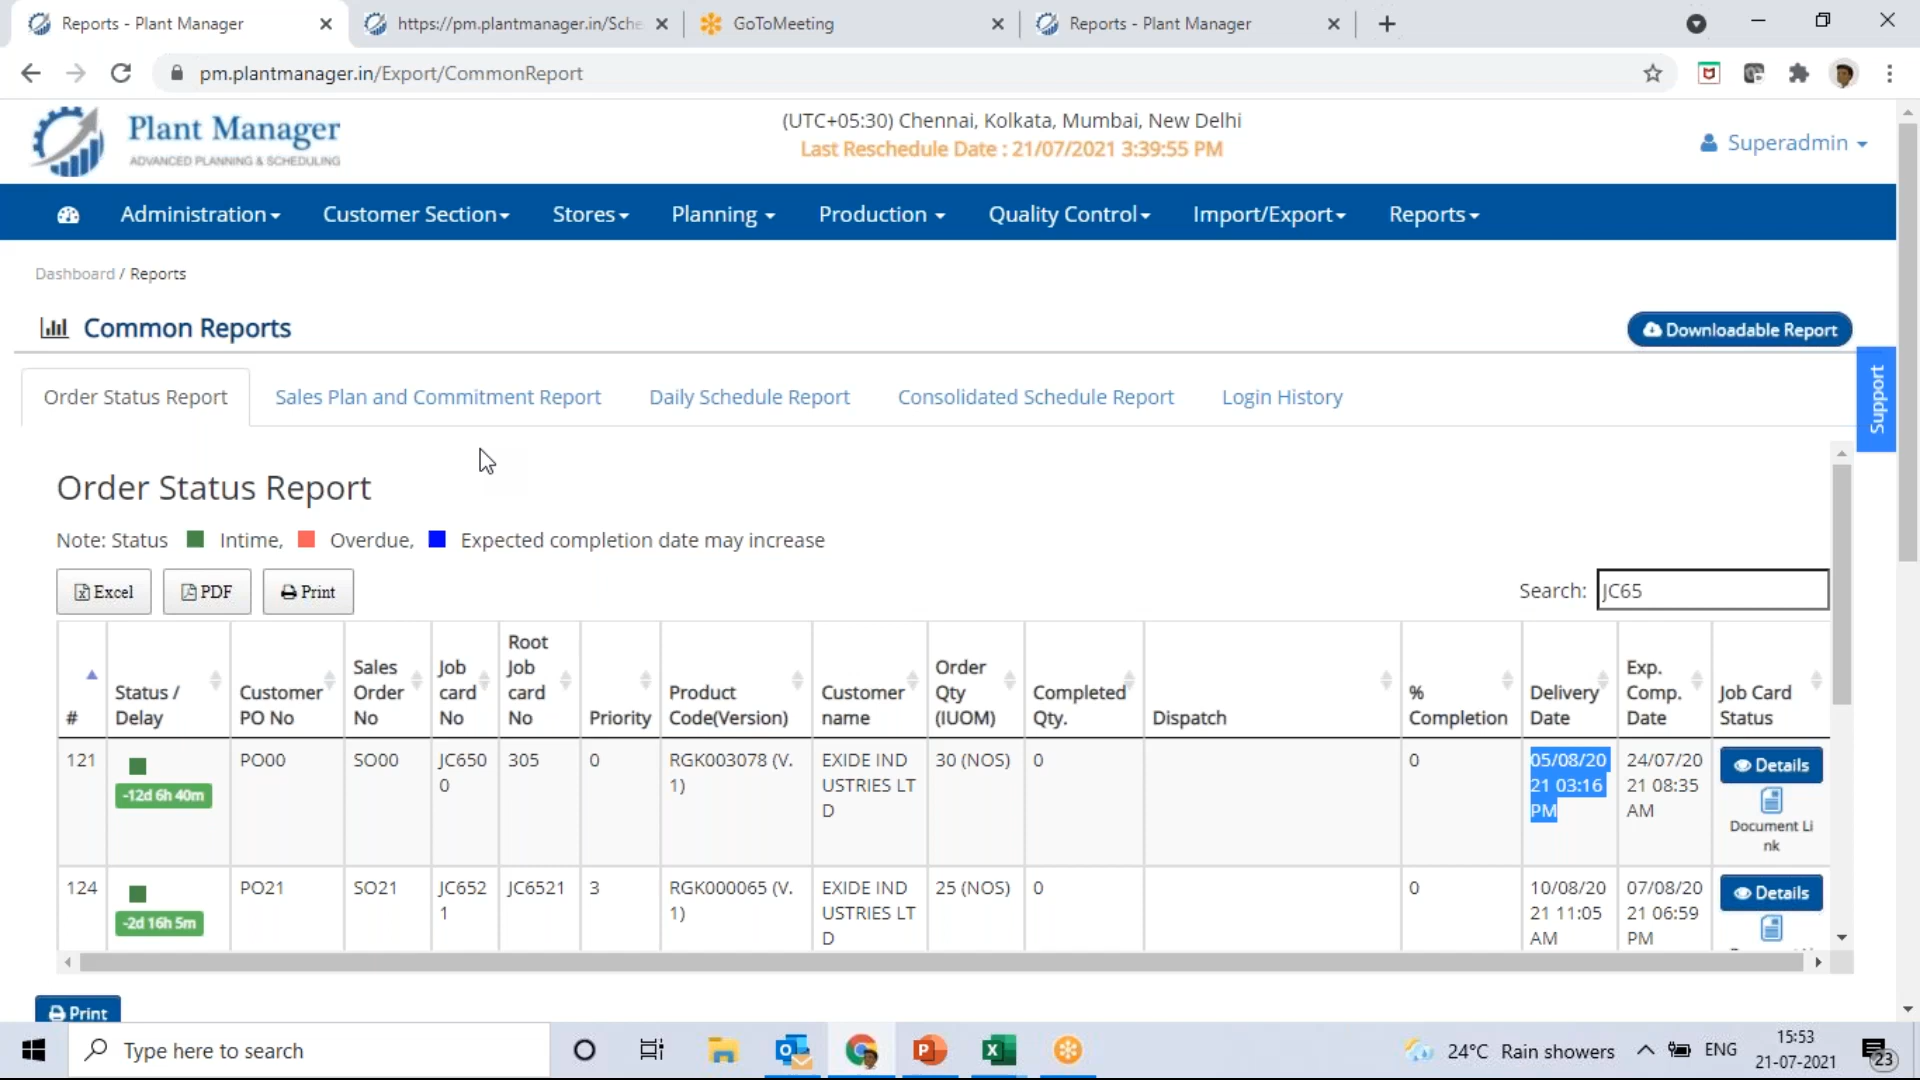 Reports - Plant Manager
https://pm.plantmanager.in/Sche
GoToMeeting
Reports - Plant Manager
pm.plantmanager.in/Export/CommonReport
Plant Manager
ADVANCED PLANNING & SCHEDULING
(UTC+05:30) Chennai, Kolkata, Mumbai, New Delhi
Last Reschedule Date : 21/07/2021 3:39:55 PM
Superadmin
Administration Customer Section Stores Planning Production Quality Control Import/Export Reports
Dashboard / Reports
Common Reports
Downloadable Report
Support
Order Status Report Sales Plan and Commitment Report Daily Schedule Report Consolidated Schedule Report Login History
Order Status Report
Note: Status Intime, Overdue, Expected completion date may increase
Excel PDF Print
Search: JC65
#
Status /
Delay
Customer
PO No
Sales
Order
No
Job
card
No
Root
Job
card
No
Priority
Product
Code(Version)
Customer
name
Order
Qty
(IUOM)
Completed
Qty.
Dispatch
%
Completion
Delivery
Date
Exp.
Comp.
Date
Job Card
Status
121
-12d 6h 40m
PO00
SO00
JC650
0
305
0
RGK003078 (V.
1)
EXIDE IND
USTRIES LT
D
30 (NOS)
0
0
05/08/20
21 03:16
PM
24/07/20
21 08:35
AM
Details
Document Li
nk
124
-2d 16h 5m
PO21
SO21
JC652
1
JC6521
3
RGK000065 (V.
1)
EXIDE IND
USTRIES LT
D
25 (NOS)
0
0
10/08/20
21 11:05
AM
07/08/20
21 06:59
PM
Details
Print
Type here to search
24°C Rain showers
ENG
15:53
21-07-2021
23